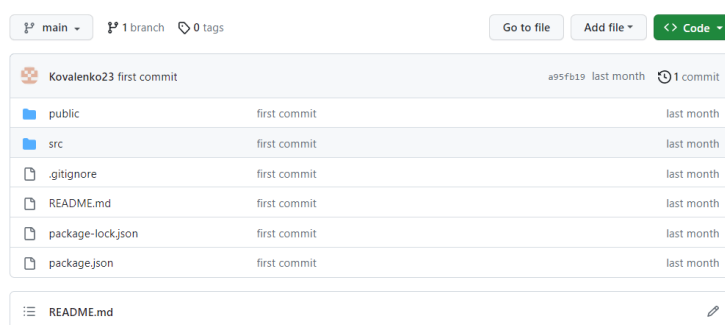 main 1 branch 0 tags Go to file Add file Code
Kovalenko23 first commit a95fb19 last month 1 commit
public first commit last month
src first commit last month
.gitignore first commit last month
README.md first commit last month
package-lock.json first commit last month
package.json first commit last month
README.md